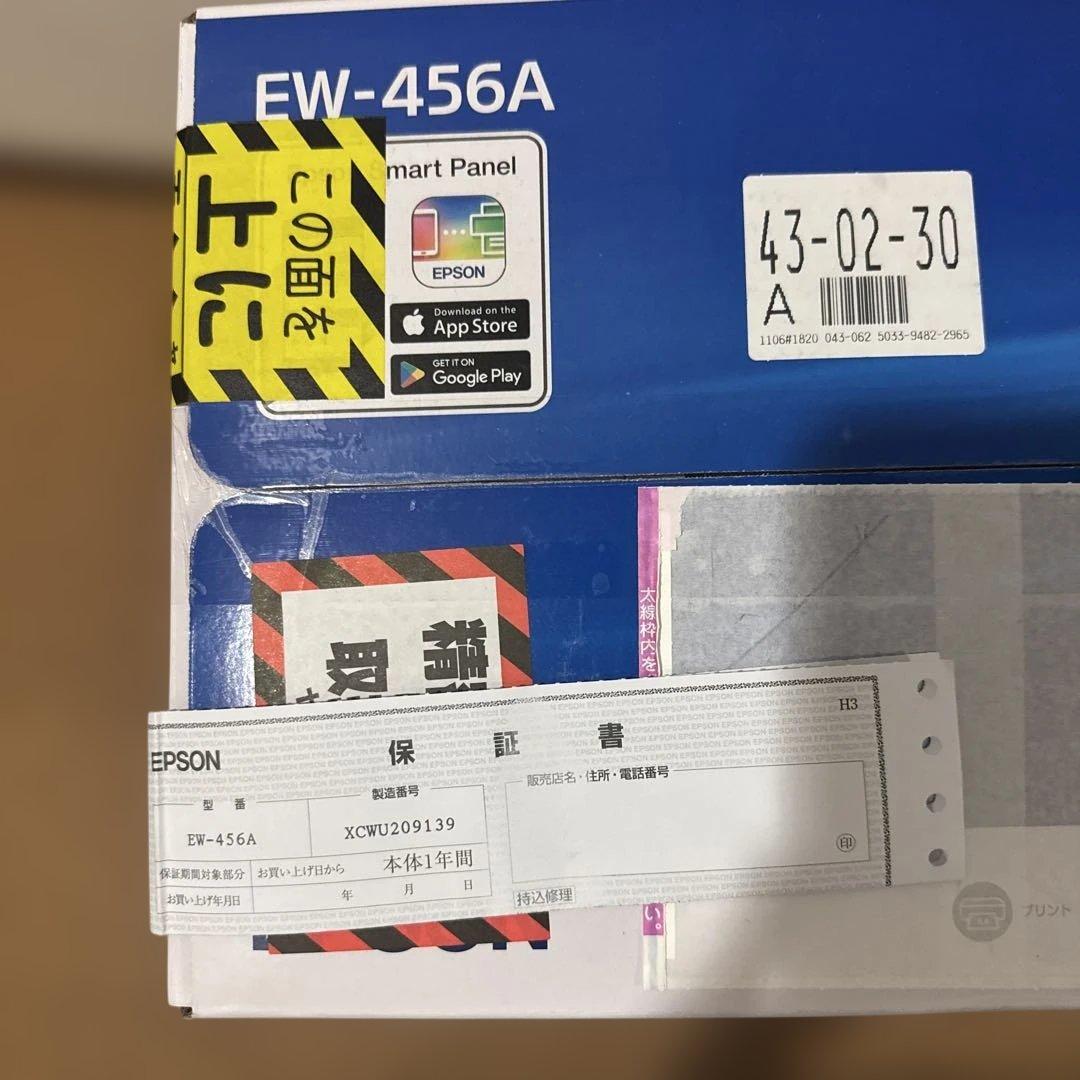 EW-456A
Smart Panel
EPSON
Download on the
App Store
GET IT ON
Google Play
この面を
上に
43-02-30
A
1106#1820 043-062 5033-9482-2965
太線枠内を
い。
精
取
EPSON
保証書
H3
型番
製造番号
EW-456A
XCWU209139
保証期間対象部分
お買い上げ日から 本体1年間
お買い上げ年月日
年 月 日
販売店名・住所・電話番号
印
持込修理
プリント